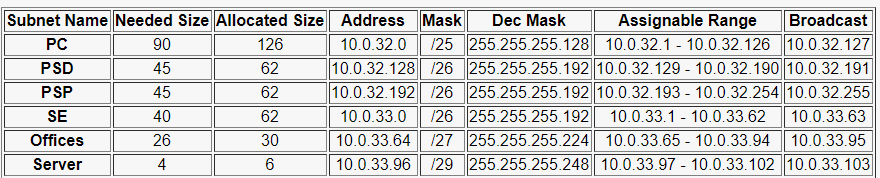 Subnet Name Needed Size Allocated Size Address Mask Dec Mask Assignable Range Broadcast
PC 90 126 10.0.32.0 /25 255.255.255.128 10.0.32.1 - 10.0.32.126 10.0.32.127
PSD 45 62 10.0.32.128 /26 255.255.255.192 10.0.32.129 - 10.0.32.190 10.0.32.191
PSP 45 62 10.0.32.192 /26 255.255.255.192 10.0.32.193 - 10.0.32.254 10.0.32.255
SE 40 62 10.0.33.0 /26 255.255.255.192 10.0.33.1 - 10.0.33.62 10.0.33.63
Offices 26 30 10.0.33.64 /27 255.255.255.224 10.0.33.65 - 10.0.33.94 10.0.33.95
Server 4 6 10.0.33.96 /29 255.255.255.248 10.0.33.97 - 10.0.33.102 10.0.33.103